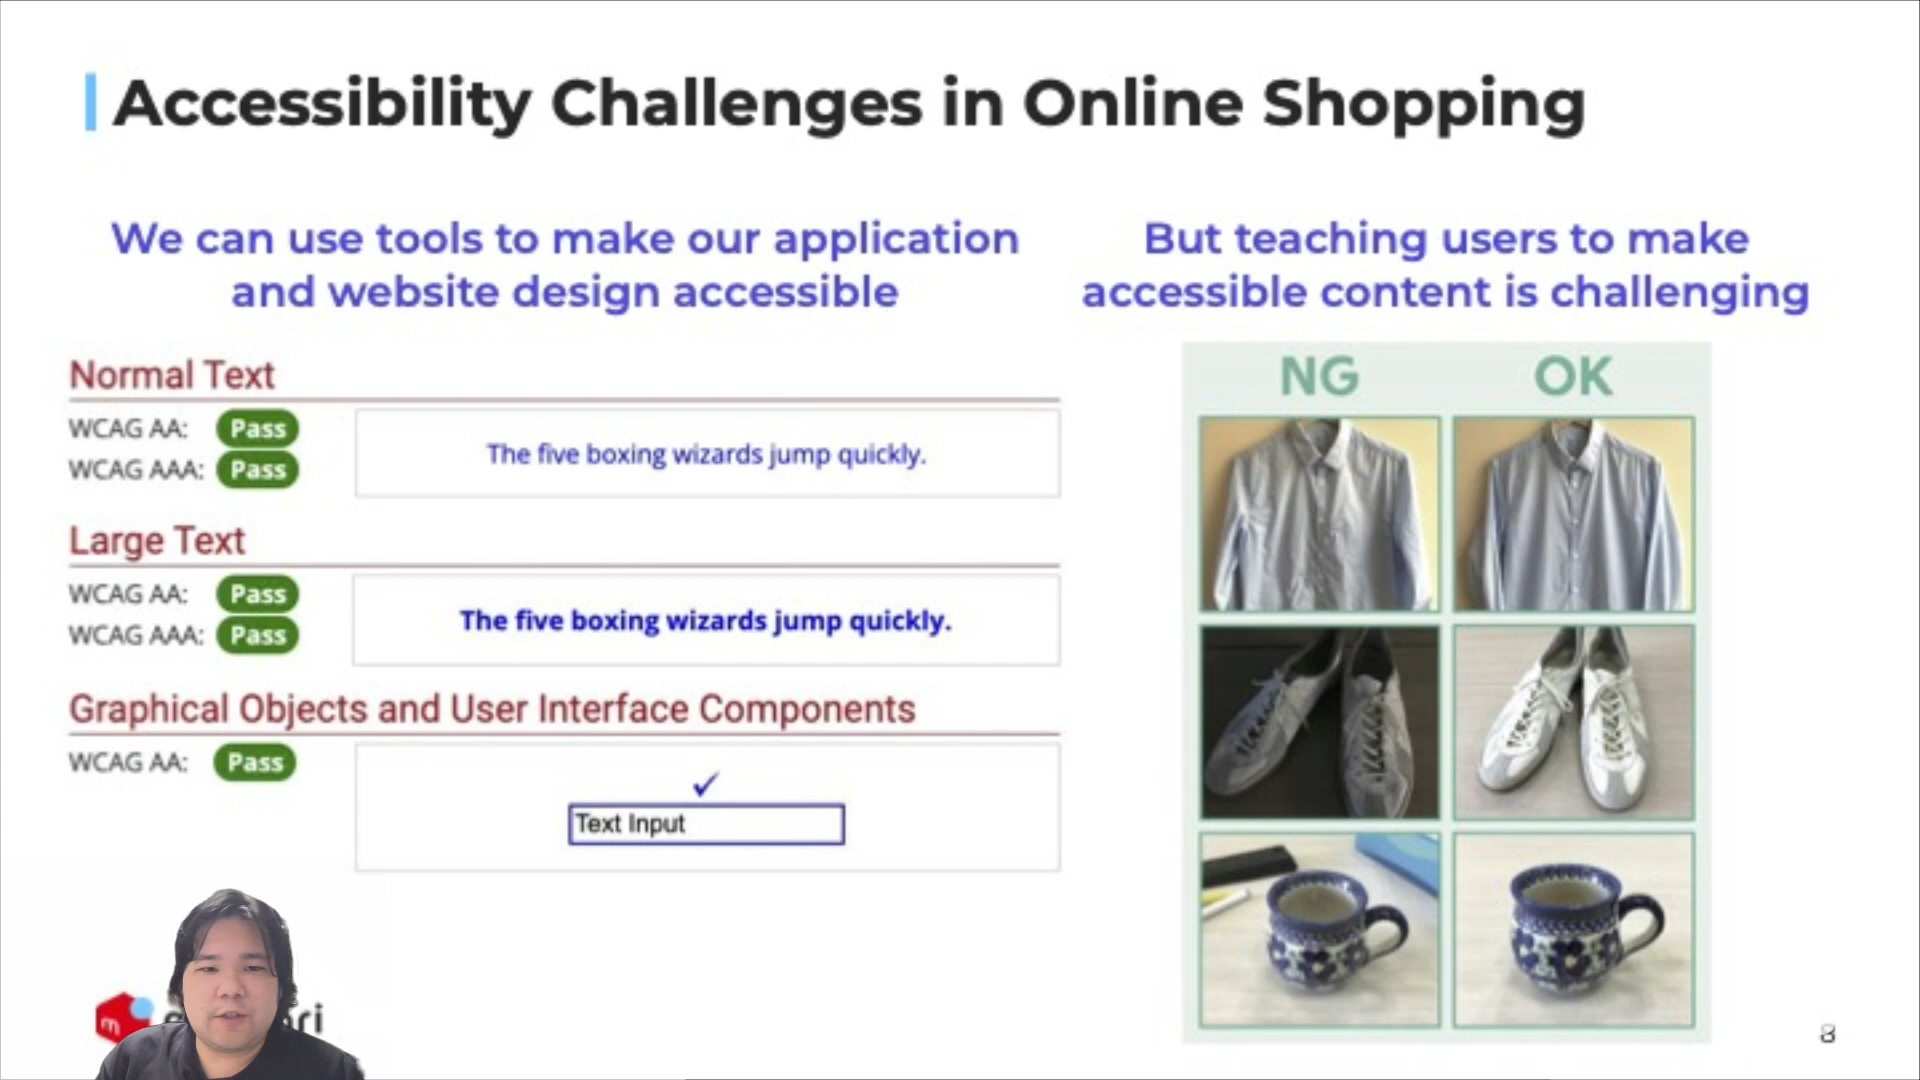 Accessibility Challenges in Online Shopping
We can use tools to make our application
and website design accessible
Normal Text
WCAG AA: Pass
WCAG AAA: Pass
The five boxing wizards jump quickly.
Large Text
WCAG AA: Pass
WCAG AAA: Pass
The five boxing wizards jump quickly.
Graphical Objects and User Interface Components
WCAG AA: Pass
✓
Text Input
But teaching users to make
accessible content is challenging
NG OK
m